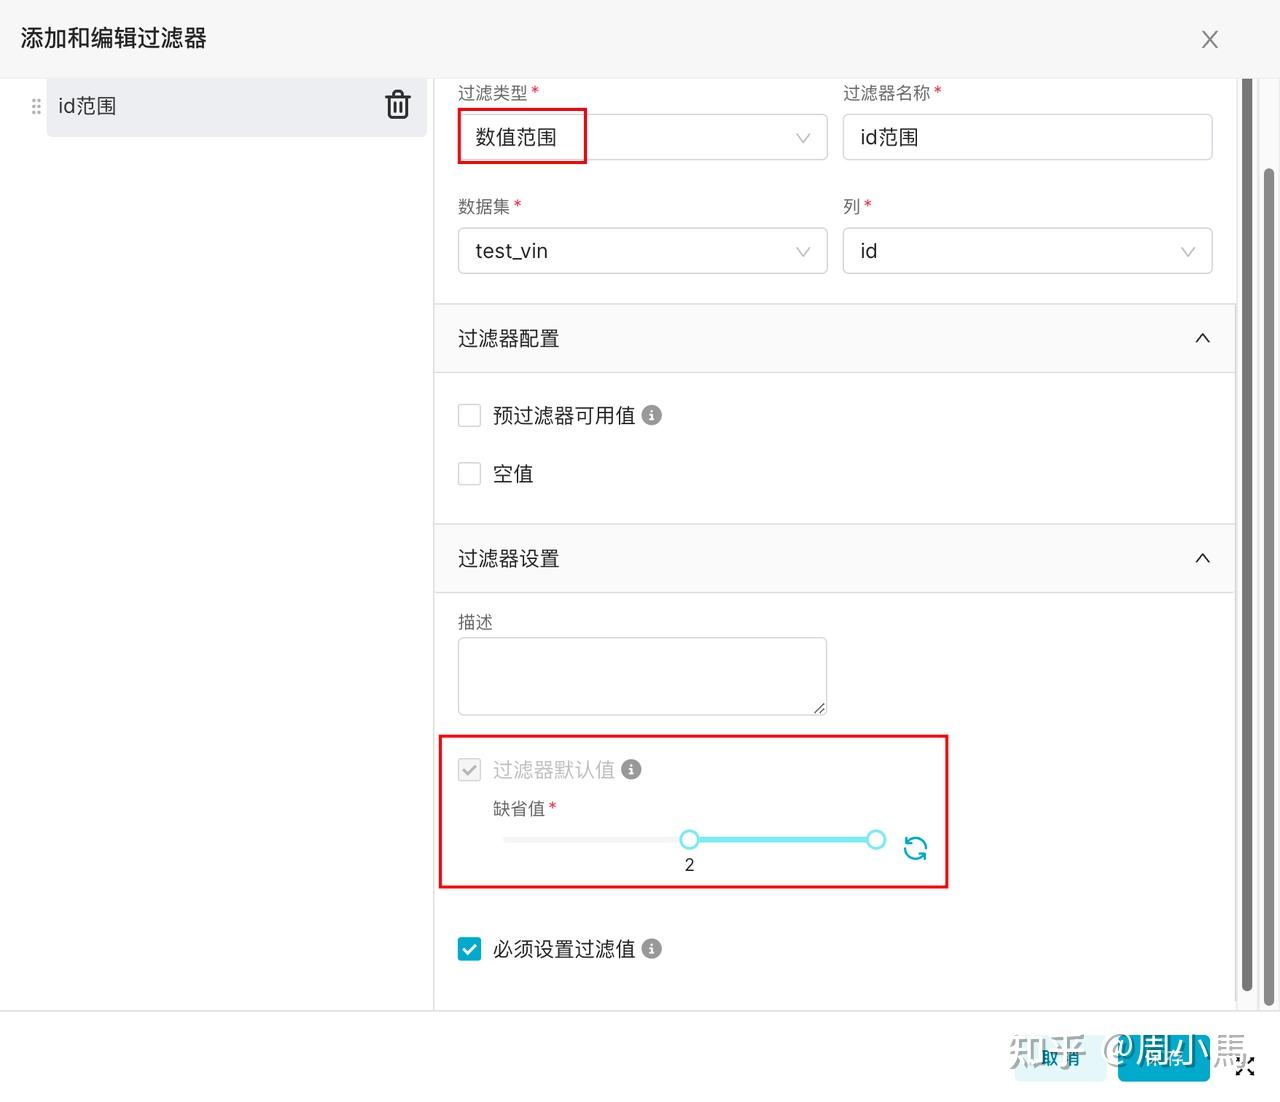 添加和编辑过滤器
id范围
过滤类型*
过滤器名称*
数值范围
id范围
数据集*
列*
test_vin
id
过滤器配置
预过滤器可用值
空值
过滤器设置
描述
过滤器默认值
缺省值*
2
必须设置过滤值
取消
保存
知乎 @周小馬